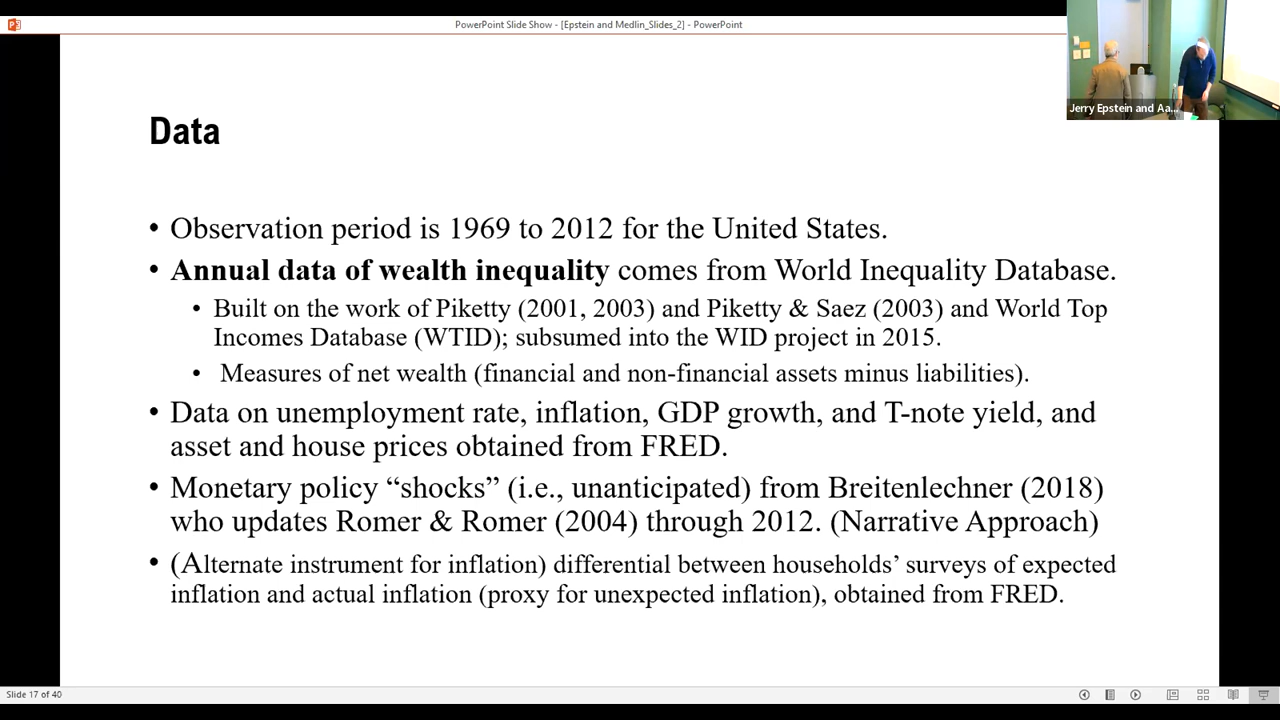 PowerPoint Slide Show - [Epstein and Medlin_Slides_2] - PowerPoint
Jerry Epstein and Aa...
Data
• Observation period is 1969 to 2012 for the United States.
• Annual data of wealth inequality comes from World Inequality Database.
• Built on the work of Piketty (2001, 2003) and Piketty & Saez (2003) and World Top
Incomes Database (WTID); subsumed into the WID project in 2015.
• Measures of net wealth (financial and non-financial assets minus liabilities).
• Data on unemployment rate, inflation, GDP growth, and T-note yield, and
asset and house prices obtained from FRED.
• Monetary policy “shocks” (i.e., unanticipated) from Breitenlechner (2018)
who updates Romer & Romer (2004) through 2012. (Narrative Approach)
• (Alternate instrument for inflation) differential between households’ surveys of expected
inflation and actual inflation (proxy for unexpected inflation), obtained from FRED.
Slide 17 of 40